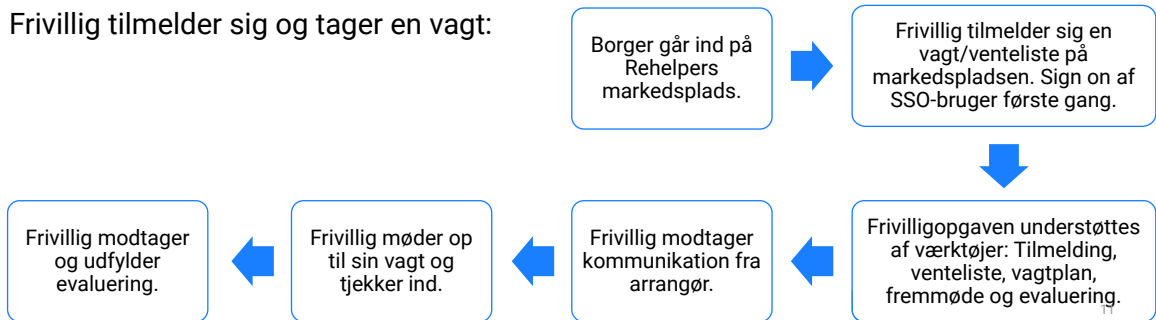 Frivillig tilmelder sig og tager en vagt:
Borger går ind på
Rehelpers
markedsplads.
Frivillig tilmelder sig en
vagt/venteliste på
markedspladsen. Sign on af
SSO-bruger første gang.
Frivilligopgaven understøttes
af værktøjer: Tilmelding,
venteliste, vagtplan,
fremmøde og evaluering.
11
Frivillig modtager
kommunikation fra
arrangør.
Frivillig møder op
til sin vagt og
tjekker ind.
Frivillig modtager
og udfylder
evaluering.